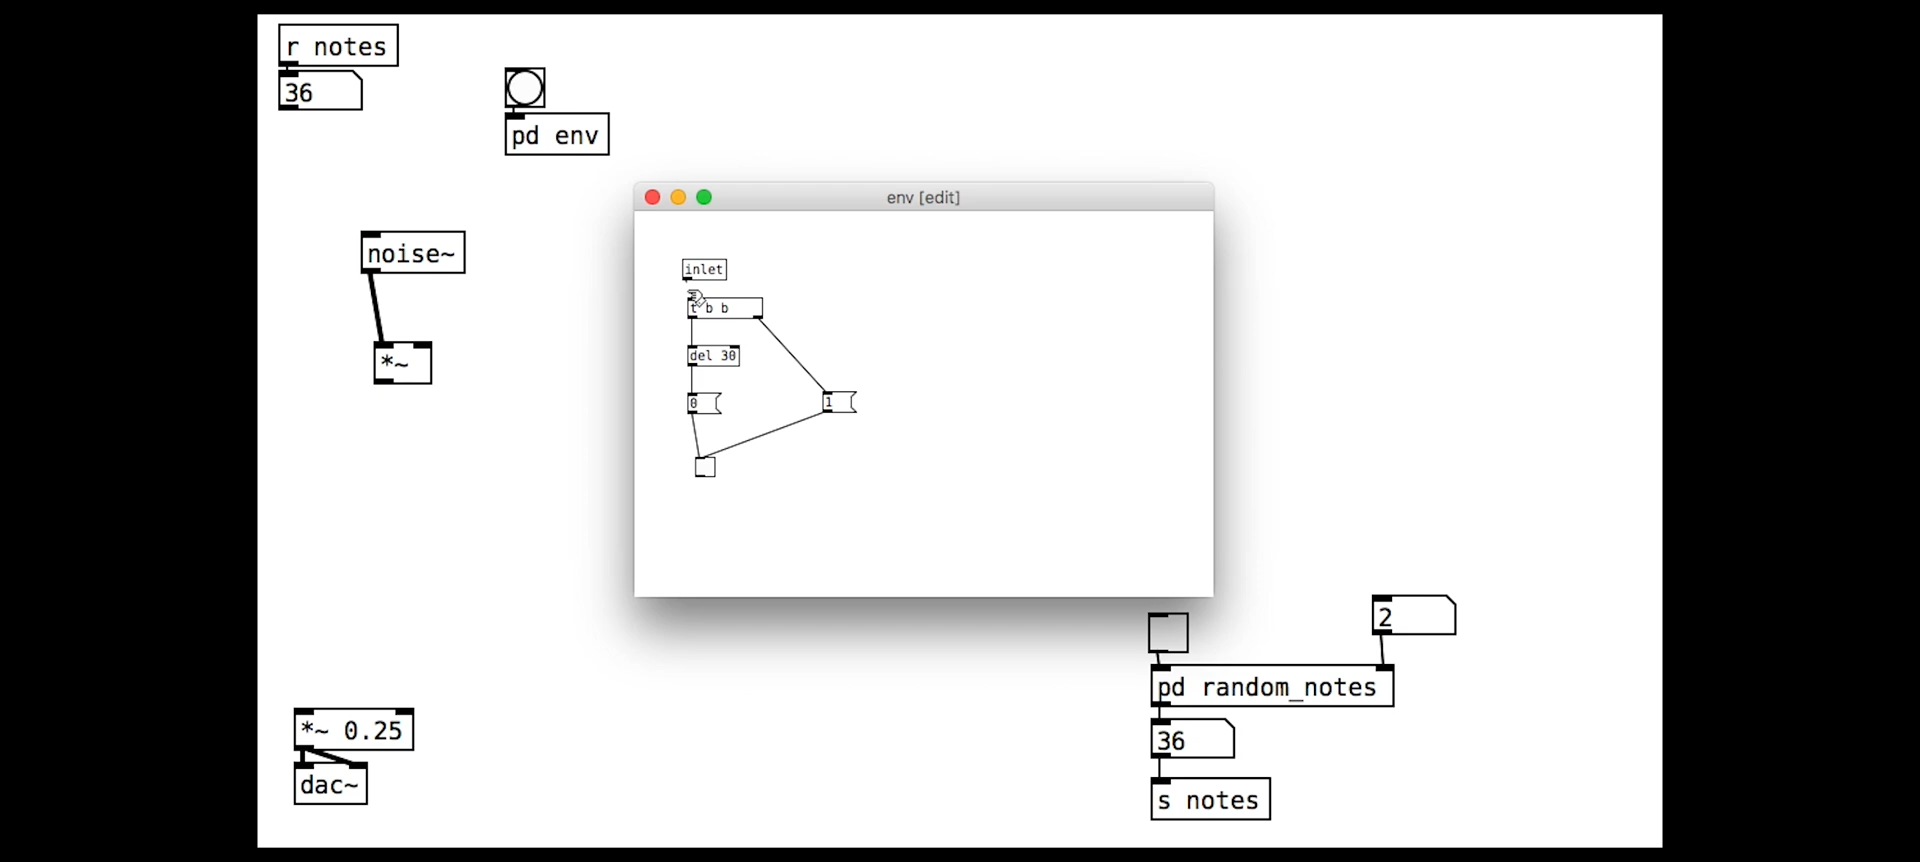 r notes
36
pd env
noise~
*~
*~ 0.25
dac~
env [edit]
inlet
t b b
del 30
0
1
2
pd random_notes
36
s notes